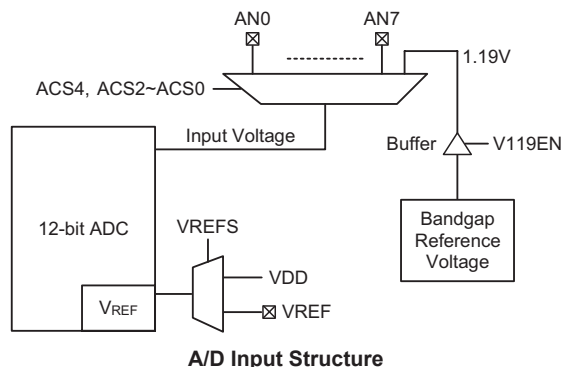 AN0
AN7
1.19V
ACS4, ACS2~ACS0
Input Voltage
Buffer
V119EN
12-bit ADC
VREFS
Bandgap
Reference
Voltage
VDD
VREF
VREF
A/D Input Structure